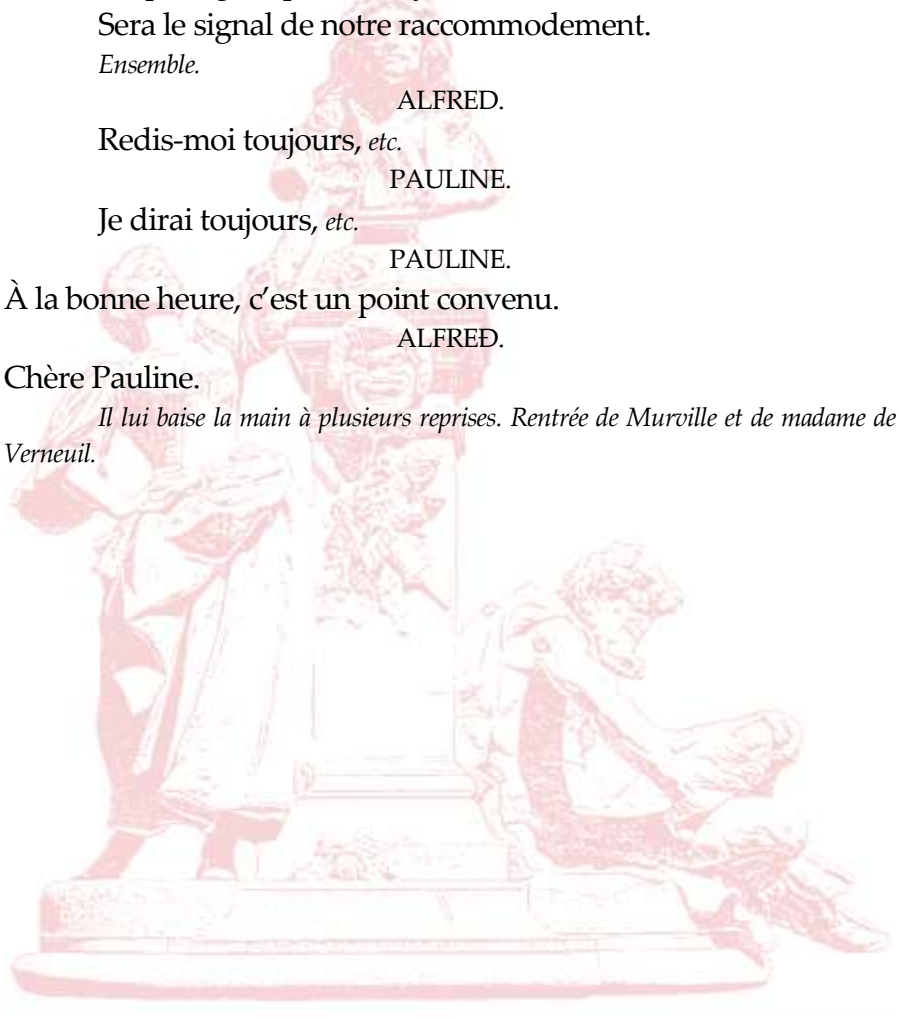 Sera le signal de notre raccommodement.
Ensemble.
ALFRED.
Redis-moi toujours, etc.
PAULINE.
Je dirai toujours, etc.
PAULINE.
À la bonne heure, c’est un point convenu.
ALFREĐ.
Chère Pauline.
Il lui baise la main à plusieurs reprises. Rentrée de Murville et de madame de
Verneuil.